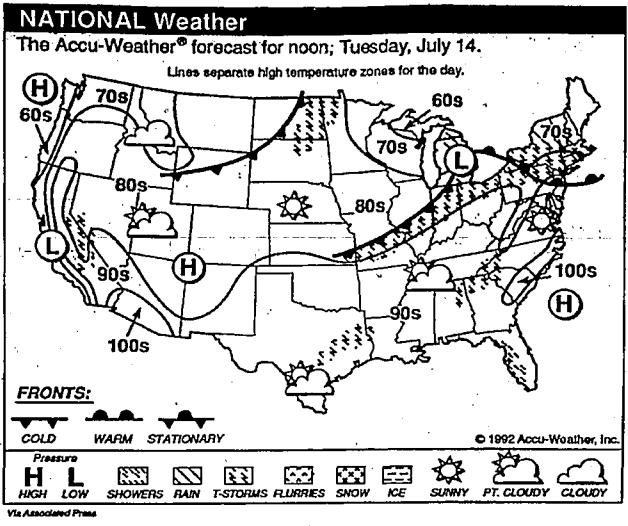 NATIONAL Weather
The Accu-Weather® forecast for noon, Tuesday, July 14.
Lines separate high temperature zones for the day.
H
70s
60s
60s
70s
70s
L
80s
80s
L
H
90s
100s
100s
H
90s
FRONTS:
COLD WARM STATIONARY
© 1992 Accu-Weather, Inc.
Pressure
H L
HIGH LOW SHOWERS RAIN T-STORMS FLURRIES SNOW ICE SUNNY PT. CLOUDY CLOUDY
Via Associated Press